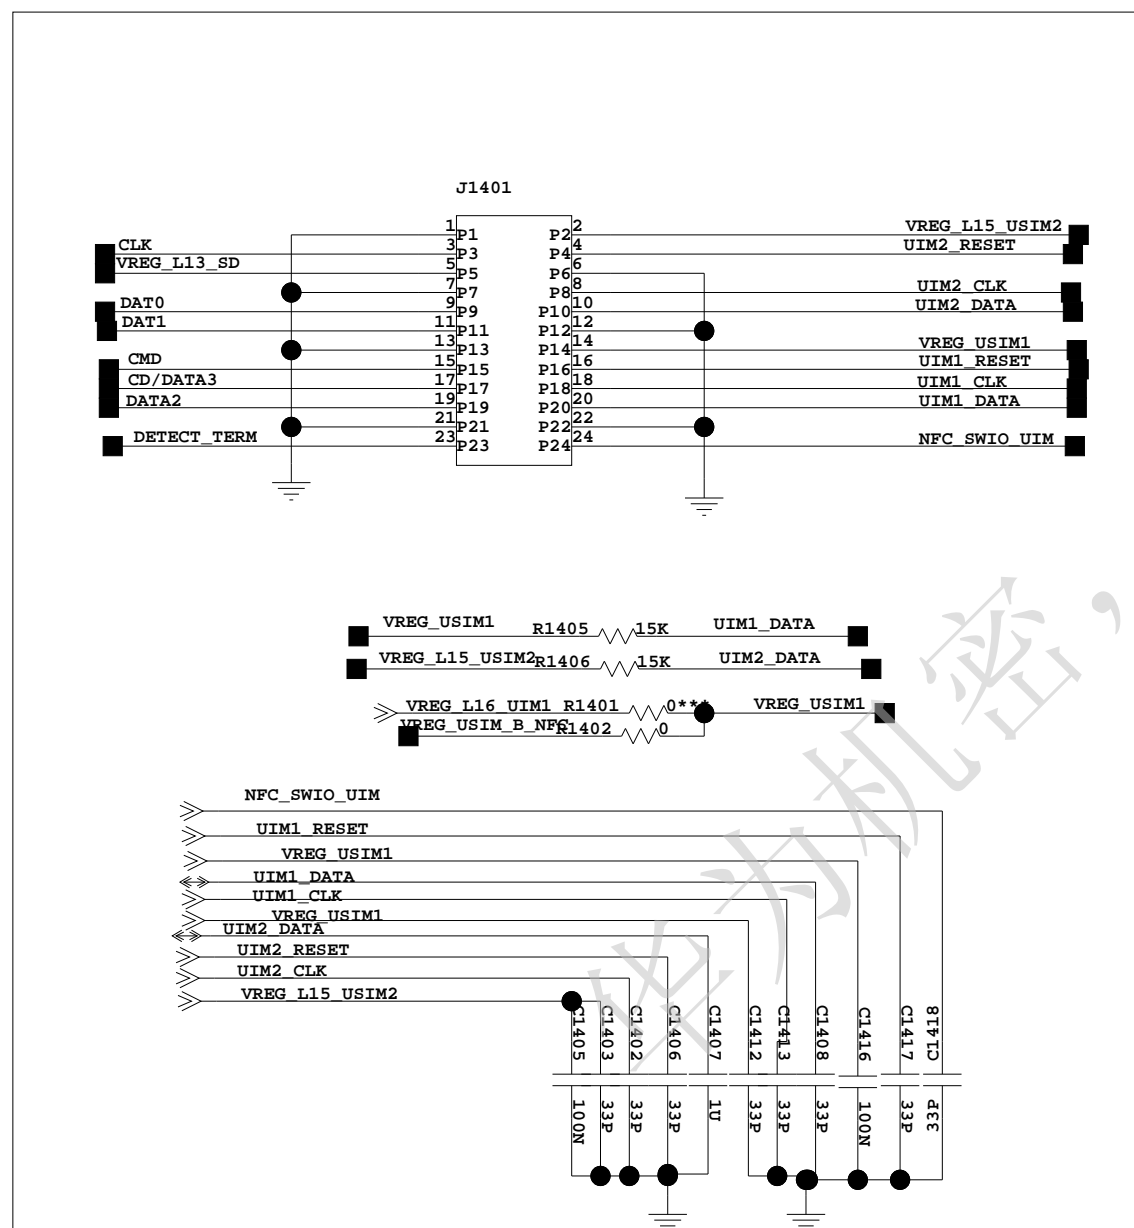 J1401
1 P1 P2 2 VREG_L15_USIM2
CLK 3 P3 P4 4 UIM2_RESET
VREG_L13_SD 5 P5 P6 6
7 P7 P8 8 UIM2_CLK
DAT0 9 P9 P10 10 UIM2_DATA
DAT1 11 P11 P12 12
13 P13 P14 14 VREG_USIM1
CMD 15 P15 P16 16 UIM1_RESET
CD/DATA3 17 P17 P18 18 UIM1_CLK
DATA2 19 P19 P20 20 UIM1_DATA
21 P21 P22 22
DETECT_TERM 23 P23 P24 24 NFC_SWIO_UIM
VREG_USIM1 R1405 15K UIM1_DATA
VREG_L15_USIM2 R1406 15K UIM2_DATA
VREG_L16_UIM1 R1401 0*** VREG_USIM1
VREG_USIM_B_NFC R1402 0
NFC_SWIO_UIM
UIM1_RESET
VREG_USIM1
UIM1_DATA
UIM1_CLK
VREG_USIM1
UIM2_DATA
UIM2_RESET
UIM2_CLK
VREG_L15_USIM2
C1405 100N
C1403 33P
C1402 33P
C1406 33P
C1407 1U
C1412 33P
C1413 33P
C1408 33P
C1416 100N
C1417 33P
C1418 33P
华为机密，